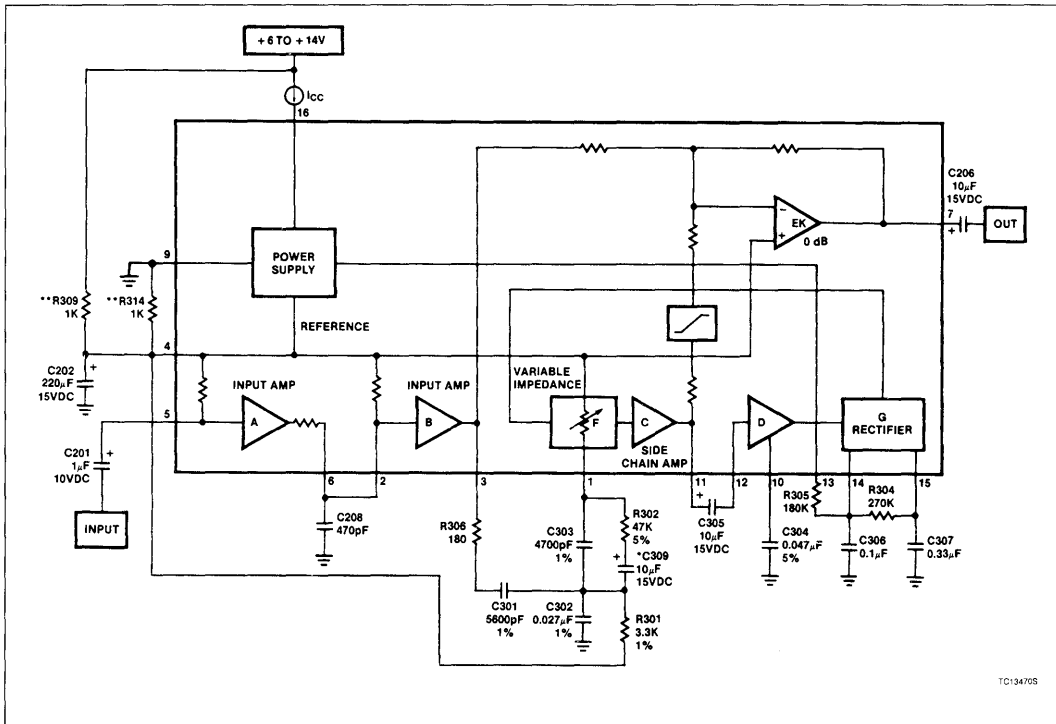 +6 TO +14V
ICC
16
C206
10µF
15VDC
7
+
OUT
−
EK
+
0 dB
9
POWER
SUPPLY
**R309
1K
**R314
1K
REFERENCE
4
C202
220µF
15VDC
+
INPUT AMP
INPUT AMP
VARIABLE
IMPEDANCE
5
A
B
F
C
D
G
RECTIFIER
SIDE
CHAIN AMP
C201
1µF
10VDC
+
6
2
3
1
11
12
10
13
14
15
INPUT
C208
470pF
R306
180
C303
4700pF
1%
R302
47K
5%
+
*C309
10µF
15VDC
+
C305
10µF
15VDC
C304
0.047µF
5%
R305
180K
R304
270K
C306
0.1µF
C307
0.33µF
C301
5600pF
1%
C302
0.027µF
1%
R301
3.3K
1%
TC13470S